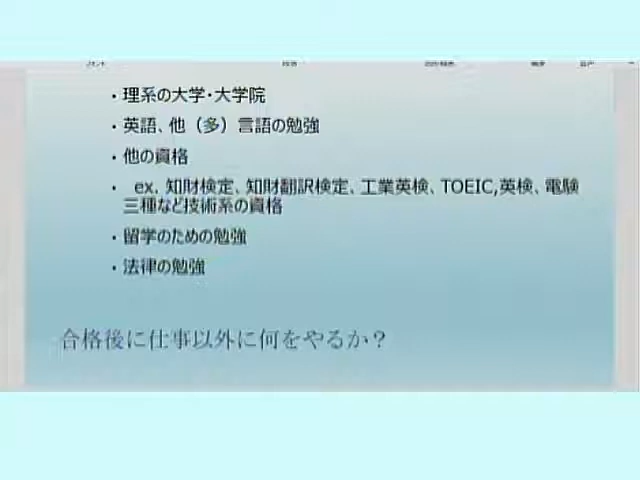 ・理系の大学・大学院
・英語、他（多）言語の勉強
・他の資格
・ ex. 知財検定、知財翻訳検定、工業英検、TOEIC,英検、電験
三種など技術系の資格
・留学のための勉強
・法律の勉強
合格後に仕事以外に何をやるか？